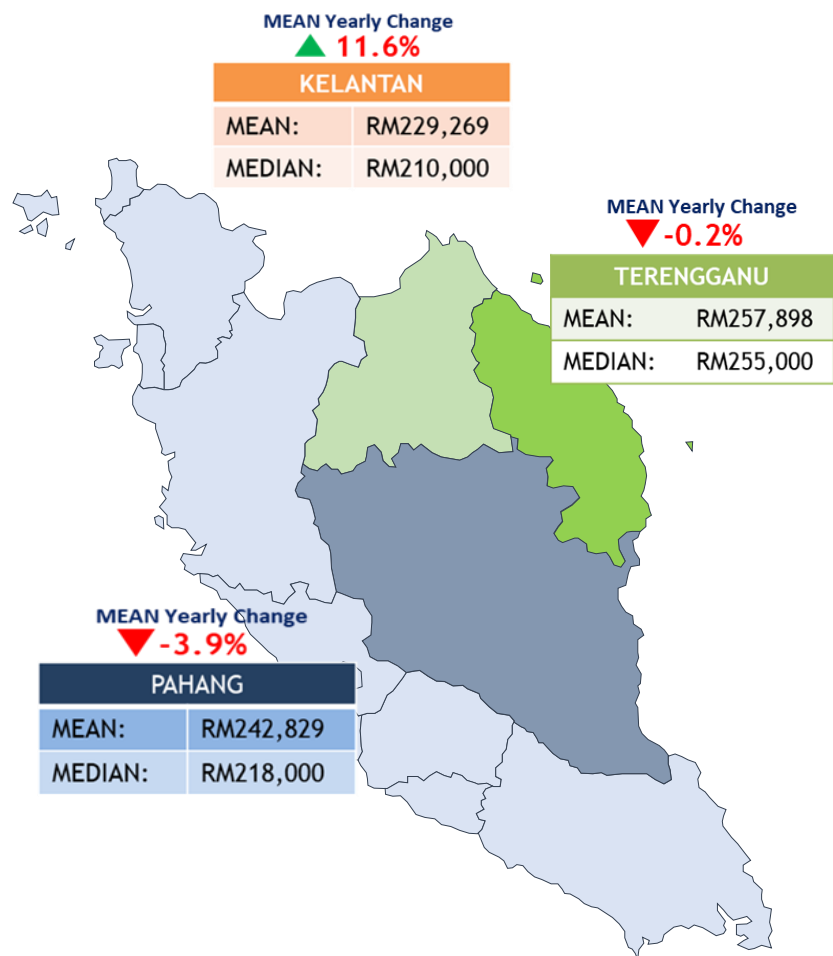 MEAN Yearly Change
11.6%
KELANTAN
MEAN: RM229,269
MEDIAN: RM210,000
MEAN Yearly Change
-0.2%
TERENGGANU
MEAN: RM257,898
MEDIAN: RM255,000
MEAN Yearly Change
-3.9%
PAHANG
MEAN: RM242,829
MEDIAN: RM218,000